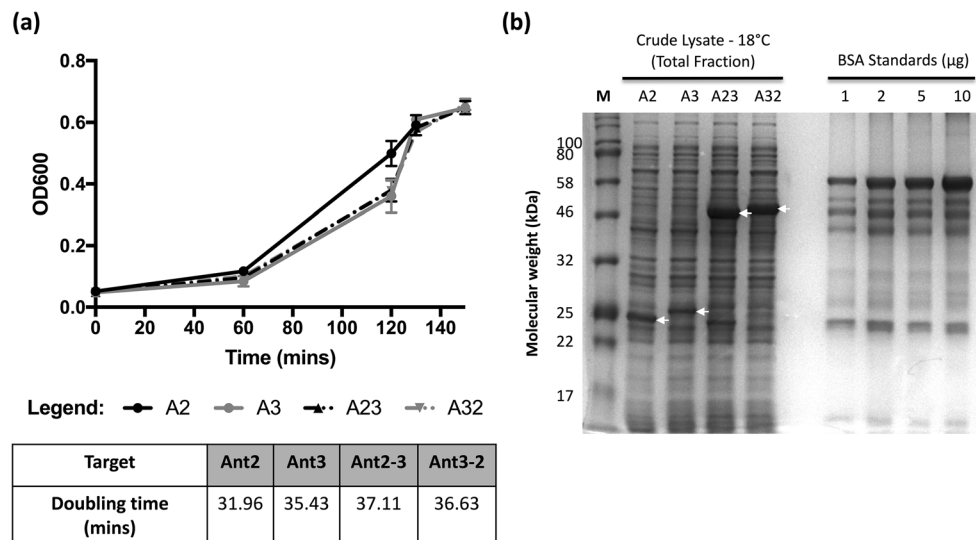 (a)
0.8
0.6
0.4
0.2
0.0
OD600
0 20 40 60 80 100 120 140
Time (mins)
Legend: A2 A3 A23 A32
Target Ant2 Ant3 Ant2-3 Ant3-2
Doubling time
(mins) 31.96 35.43 37.11 36.63
(b)
Crude Lysate - 18°C
(Total Fraction)
BSA Standards (µg)
M A2 A3 A23 A32 1 2 5 10
Molecular weight (kDa)
100
80
58
46
32
25
22
17